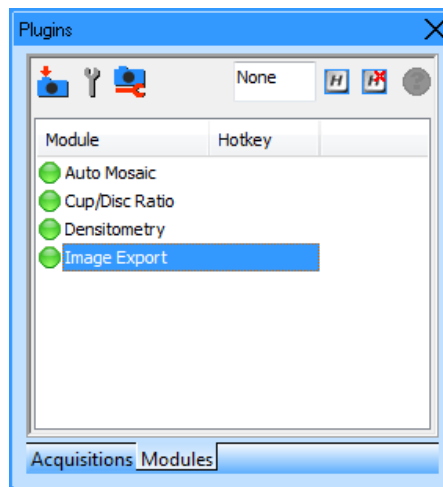 Plugins
None
H H
Module Hotkey
Auto Mosaic
Cup/Disc Ratio
Densitometry
Image Export
Acquisitions Modules